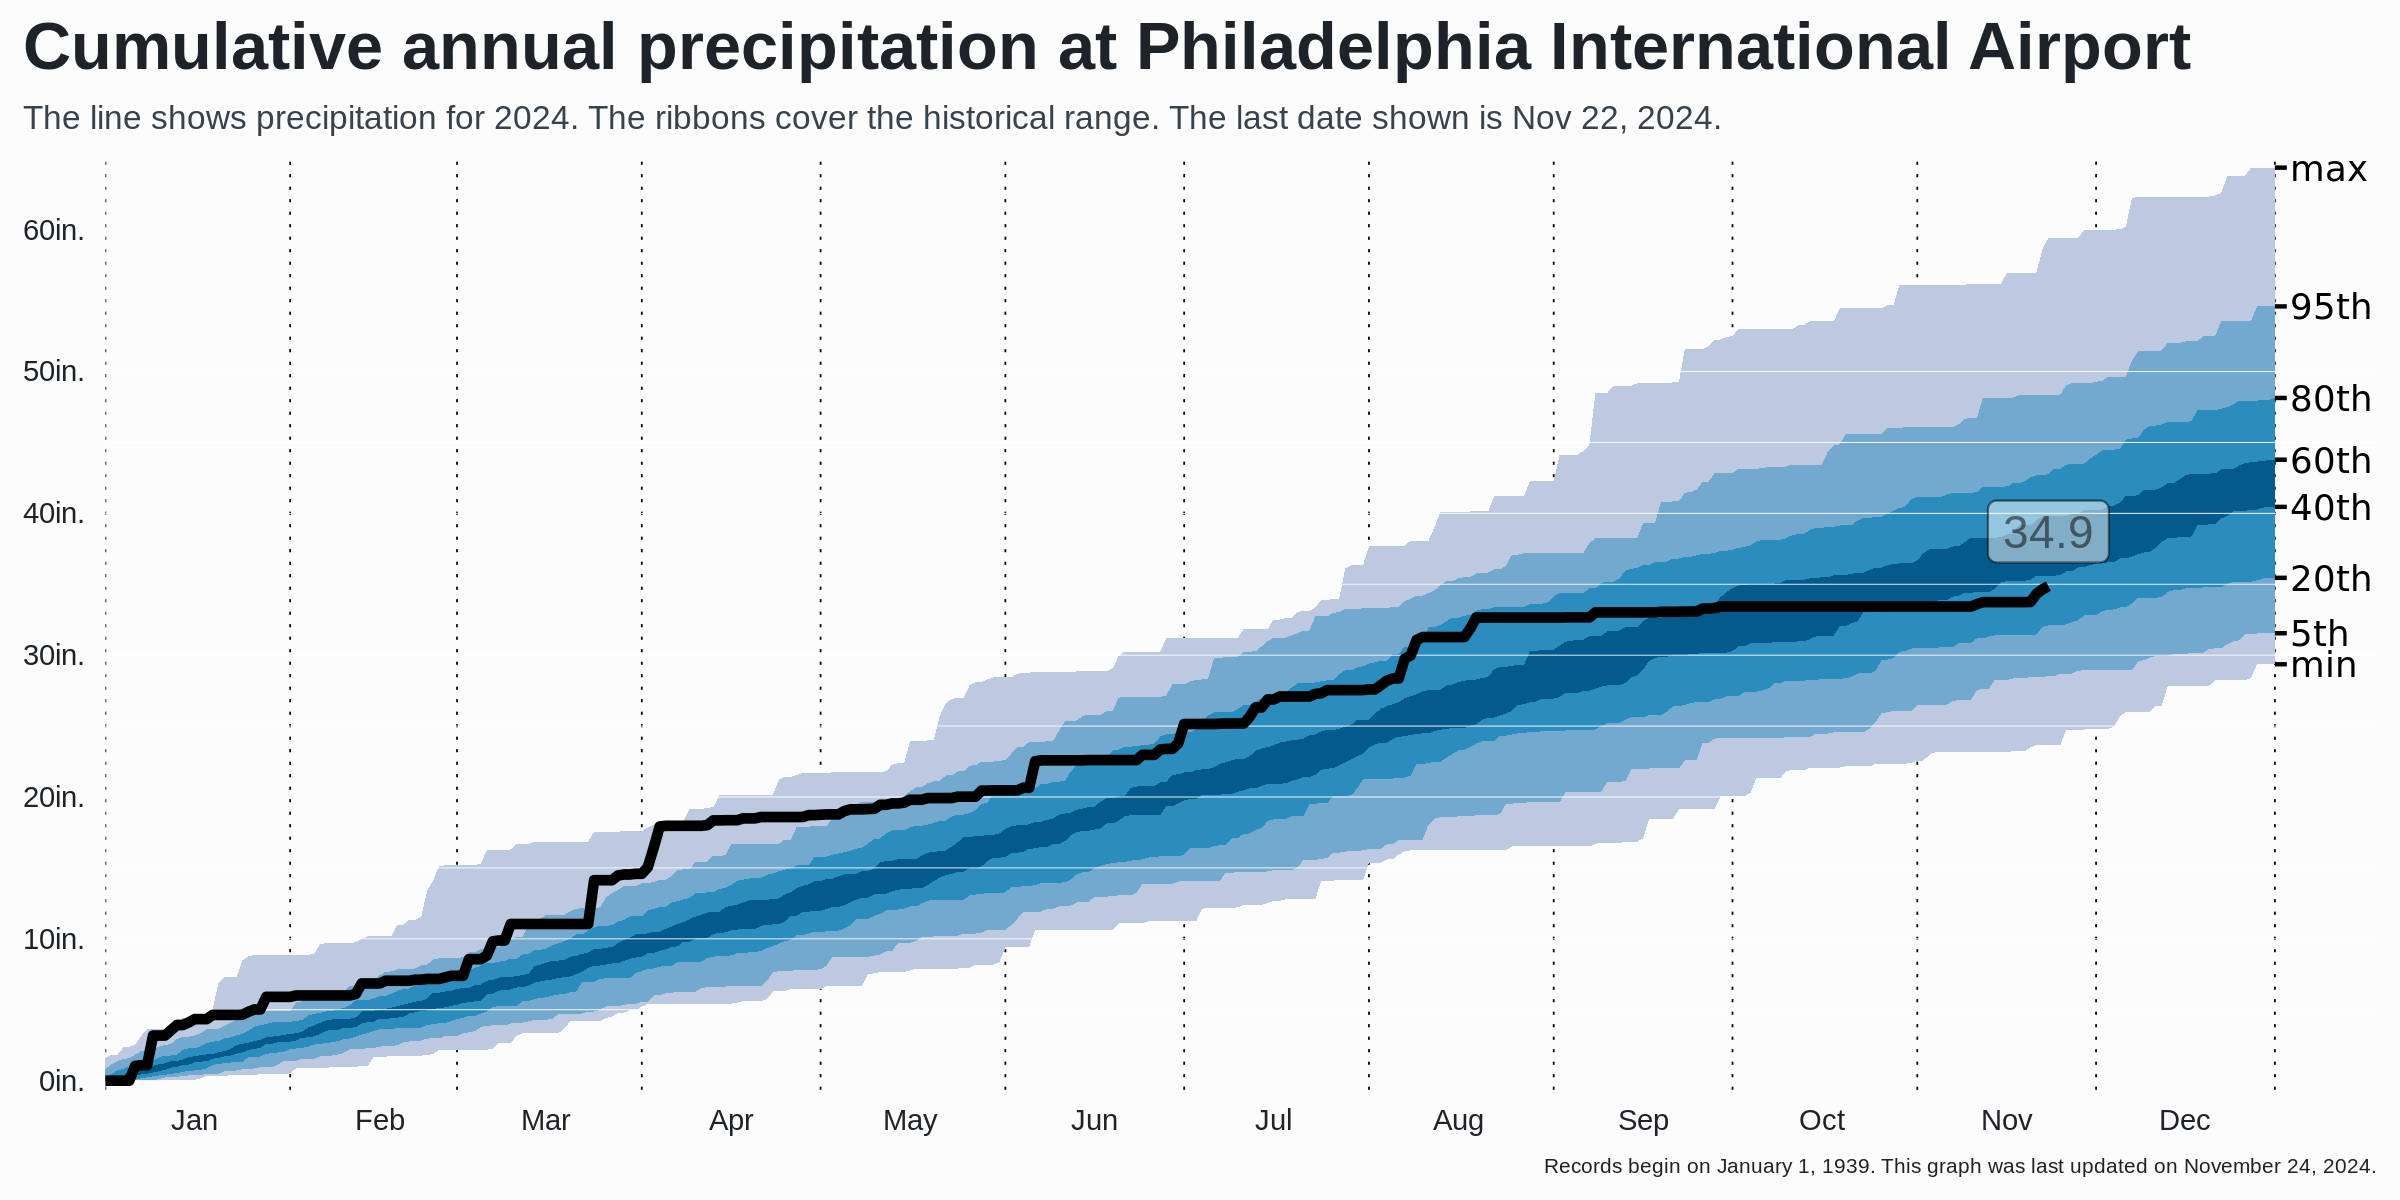 Cumulative annual precipitation at Philadelphia International Airport
The line shows precipitation for 2024. The ribbons cover the historical range. The last date shown is Nov 22, 2024.
max
60in.
95th
50in.
80th
60th
40th
40in.
34.9
20th
5th
30in.
min
20in.
10in.
0in.
Jan Feb Mar Apr May Jun Jul Aug Sep Oct Nov Dec
Records begin on January 1, 1939. This graph was last updated on November 24, 2024.